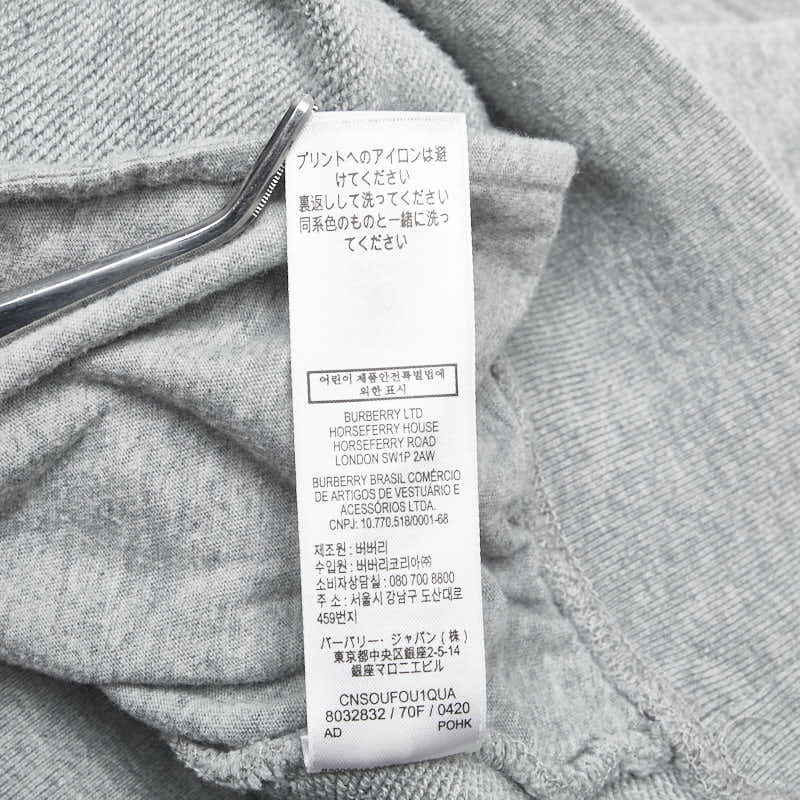 プリントへのアイロンは避
けてください
裏返しして洗ってください
同系色のものと一緒に洗っ
てください
어린이 제품안전특별법에
의한 표시
BURBERRY LTD
HORSEFERRY HOUSE
HORSEFERRY ROAD
LONDON SW1P 2AW
BURBERRY BRASIL COMÉRCIO
DE ARTIGOS DE VESTUÁRIO E
ACESSÓRIOS LTDA.
CNPJ: 10.770.518/0001-68
제조원 : 버버리
수입원 : 버버리코리아㈜
소비자상담실 : 080 700 8800
주 소 : 서울시 강남구 도산대로
459번지
バーバリー・ジャパン(株)
東京都中央区銀座2-5-14
銀座マロニエビル
CNSOUFOU1QUA
8032832 / 70F / 0420
AD POHK